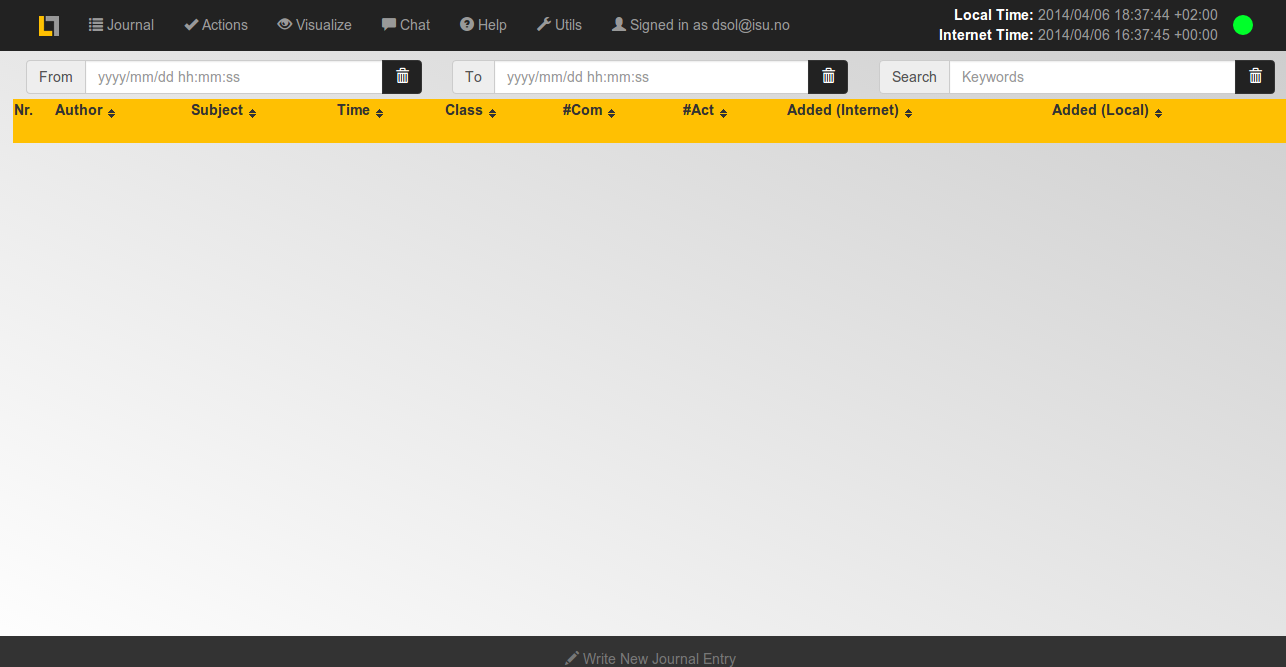 Journal Actions Visualize Chat Help Utils Signed in as dsol@isu.no
Local Time: 2014/04/06 18:37:44 +02:00
Internet Time: 2014/04/06 16:37:45 +00:00
From yyyy/mm/dd hh:mm:ss To yyyy/mm/dd hh:mm:ss Search Keywords
Nr. Author Subject Time Class #Com #Act Added (Internet) Added (Local)
Write New Journal Entry